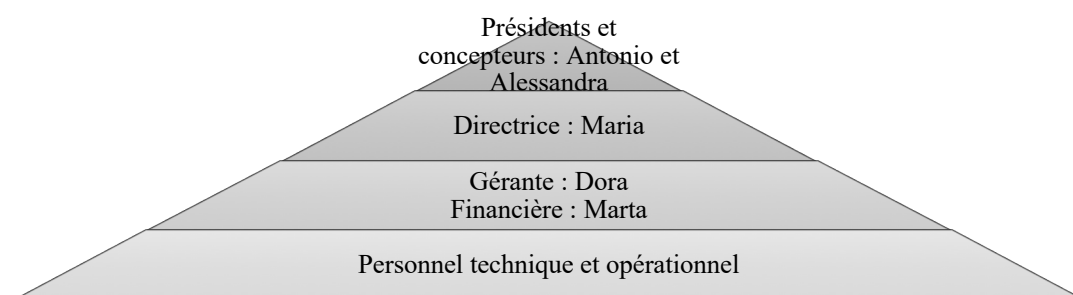 Présidents et
concepteurs : Antonio et
Alessandra
Directrice : Maria
Gérante : Dora
Financière : Marta
Personnel technique et opérationnel